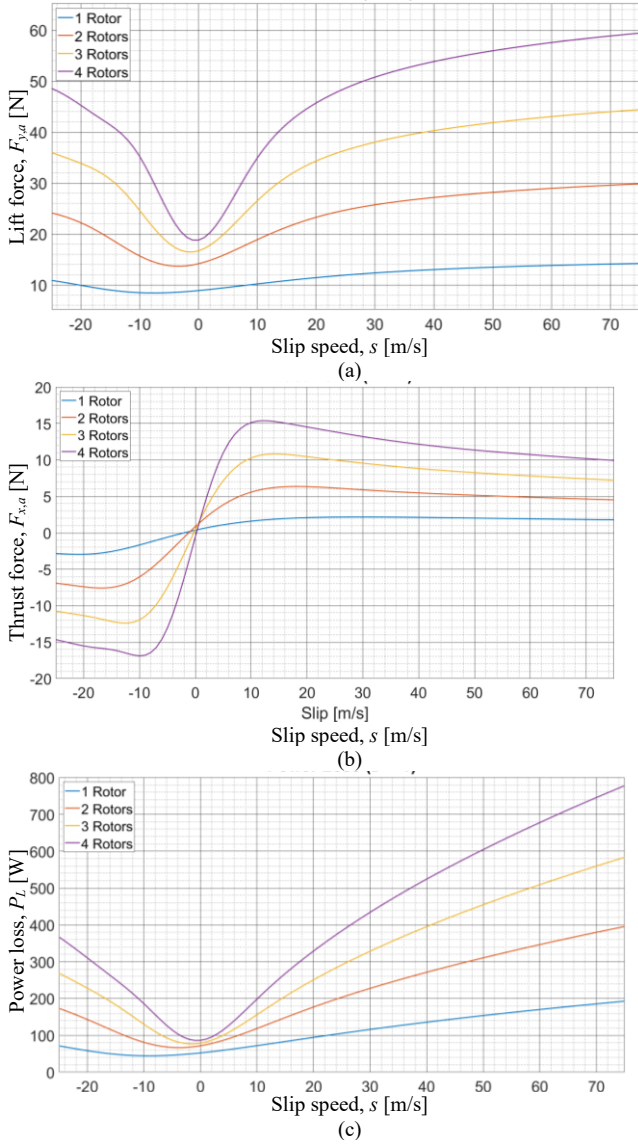 60
50
40
30
20
10
Lift force, F_{y,a} [N]
1 Rotor
2 Rotors
3 Rotors
4 Rotors
-20 -10 0 10 20 30 40 50 60 70
Slip speed, s [m/s]
(a)
20
15
10
5
0
-5
-10
-15
-20
Thrust force, F_{x,a} [N]
1 Rotor
2 Rotors
3 Rotors
4 Rotors
-20 -10 0 10 20 30 40 50 60 70
Slip [m/s]
Slip speed, s [m/s]
(b)
800
700
600
500
400
300
200
100
0
Power loss, P_L [W]
1 Rotor
2 Rotors
3 Rotors
4 Rotors
-20 -10 0 10 20 30 40 50 60 70
Slip speed, s [m/s]
(c)